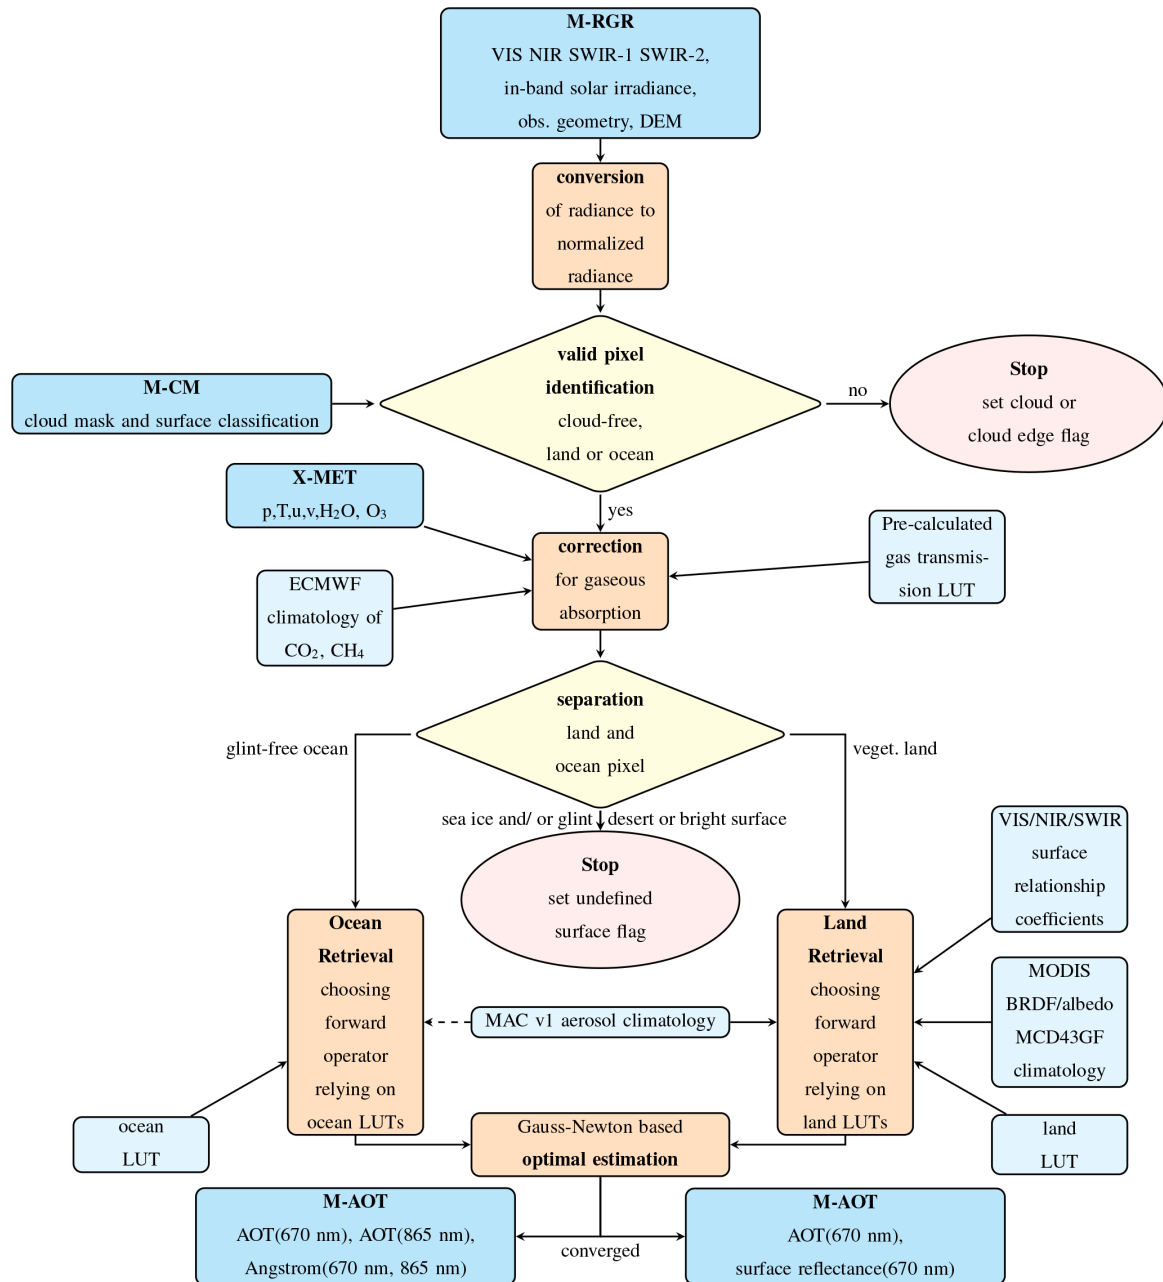 M-RGR
VIS NIR SWIR-1 SWIR-2,
in-band solar irradiance,
obs. geometry, DEM
conversion
of radiance to
normalized
radiance
valid pixel
identification
cloud-free,
land or ocean
M-CM
cloud mask and surface classification
no
Stop
set cloud or
cloud edge flag
yes
X-MET
p,T,u,v,H₂O, O₃
ECMWF
climatology of
CO₂, CH₄
correction
for gaseous
absorption
Pre-calculated
gas transmis-
sion LUT
separation
land and
ocean pixel
glint-free ocean
veget. land
sea ice and/ or glint
desert or bright surface
Stop
set undefined
surface flag
VIS/NIR/SWIR
surface
relationship
coefficients
Ocean
Retrieval
choosing
forward
operator
relying on
ocean LUTs
MAC v1 aerosol climatology
Land
Retrieval
choosing
forward
operator
relying on
land LUTs
MODIS
BRDF/albedo
MCD43GF
climatology
ocean
LUT
Gauss-Newton based
optimal estimation
land
LUT
M-AOT
AOT(670 nm), AOT(865 nm),
Angstrom(670 nm, 865 nm)
converged
M-AOT
AOT(670 nm),
surface reflectance(670 nm)